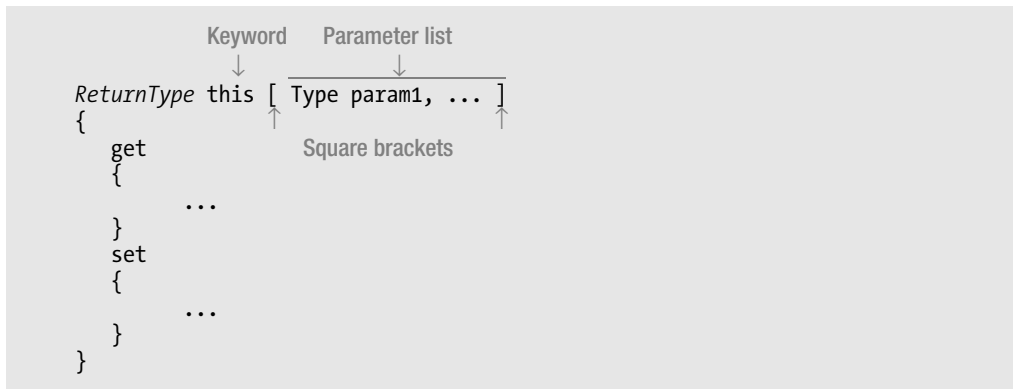 Keyword Parameter list
↓ ↓
ReturnType this [ Type param1, ... ]
{ ↑ ↑
get Square brackets
{
...
}
set
{
...
}
}